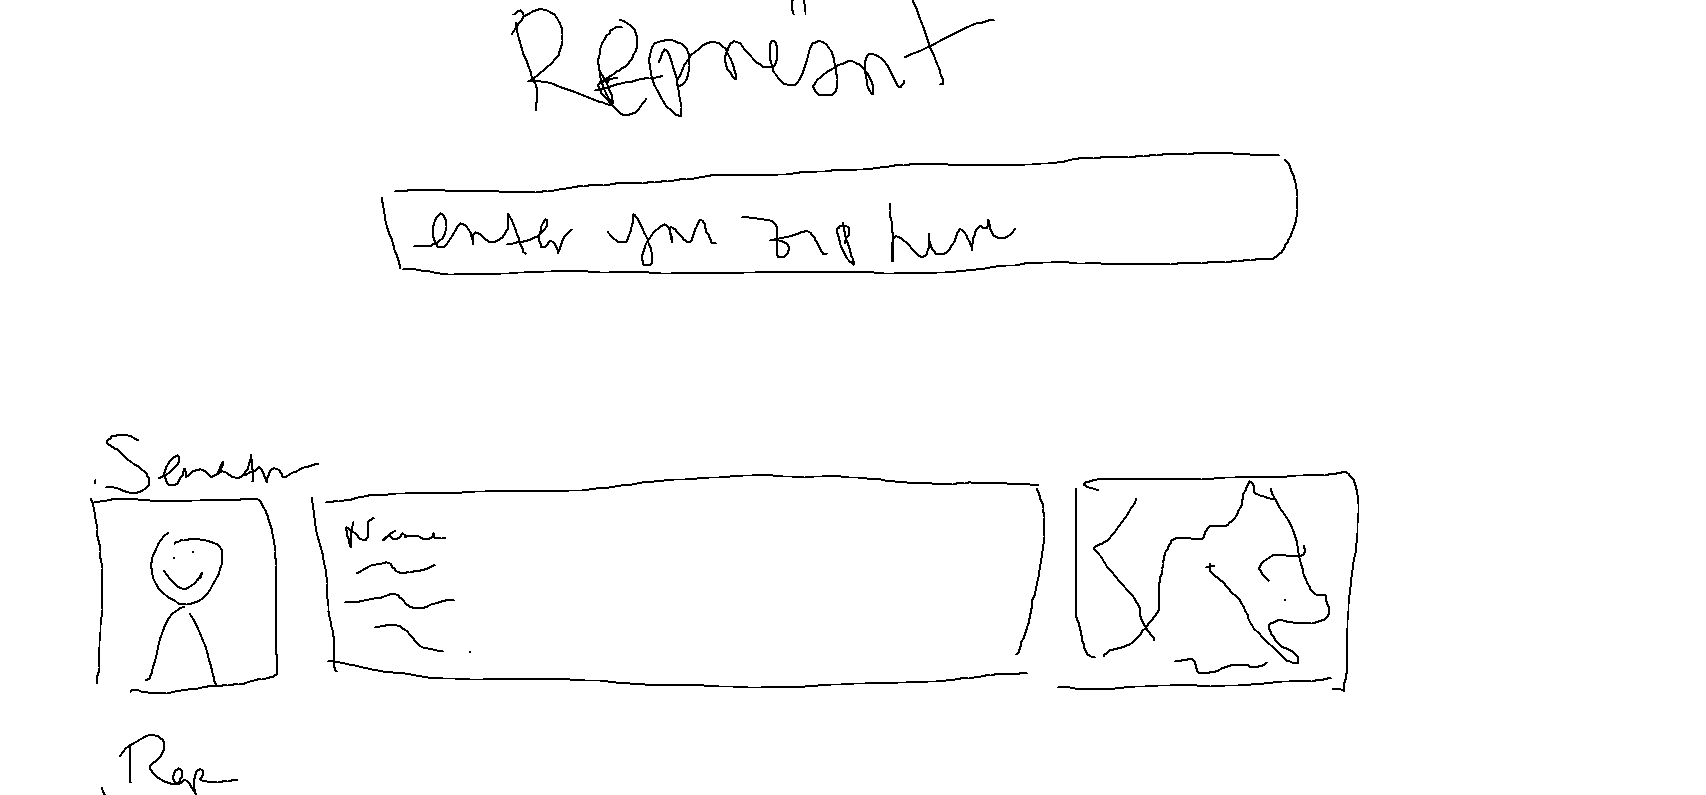 Represent
enter your zip here
Senator
Name
Rep